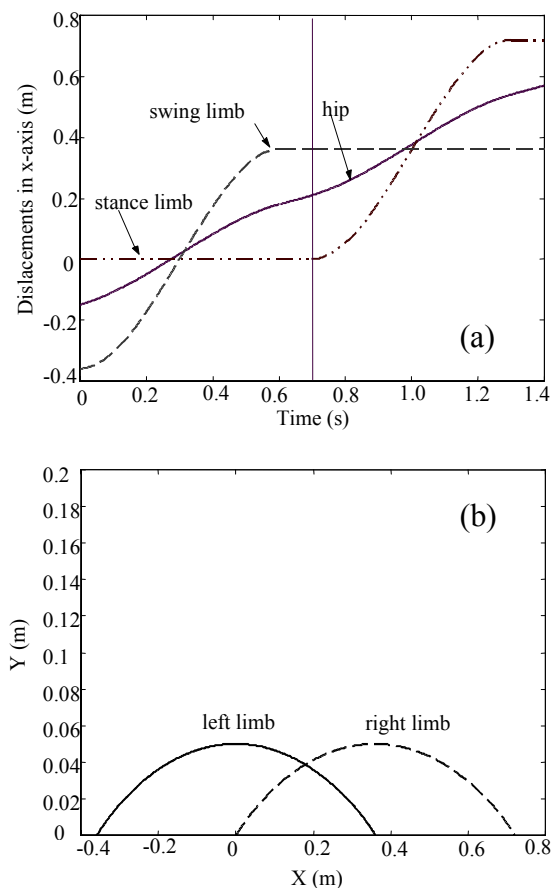 0.8
0.6
0.4
0.2
0
-0.2
-0.4
Dislacements in x-axis (m)
swing limb
hip
stance limb
(a)
0 0.2 0.4 0.6 0.8 1.0 1.2 1.4
Time (s)
0.2
0.18
0.16
0.14
0.12
0.1
0.08
0.06
0.04
0.02
0
Y (m)
(b)
left limb
right limb
-0.4 -0.2 0 0.2 0.4 0.6 0.8
X (m)